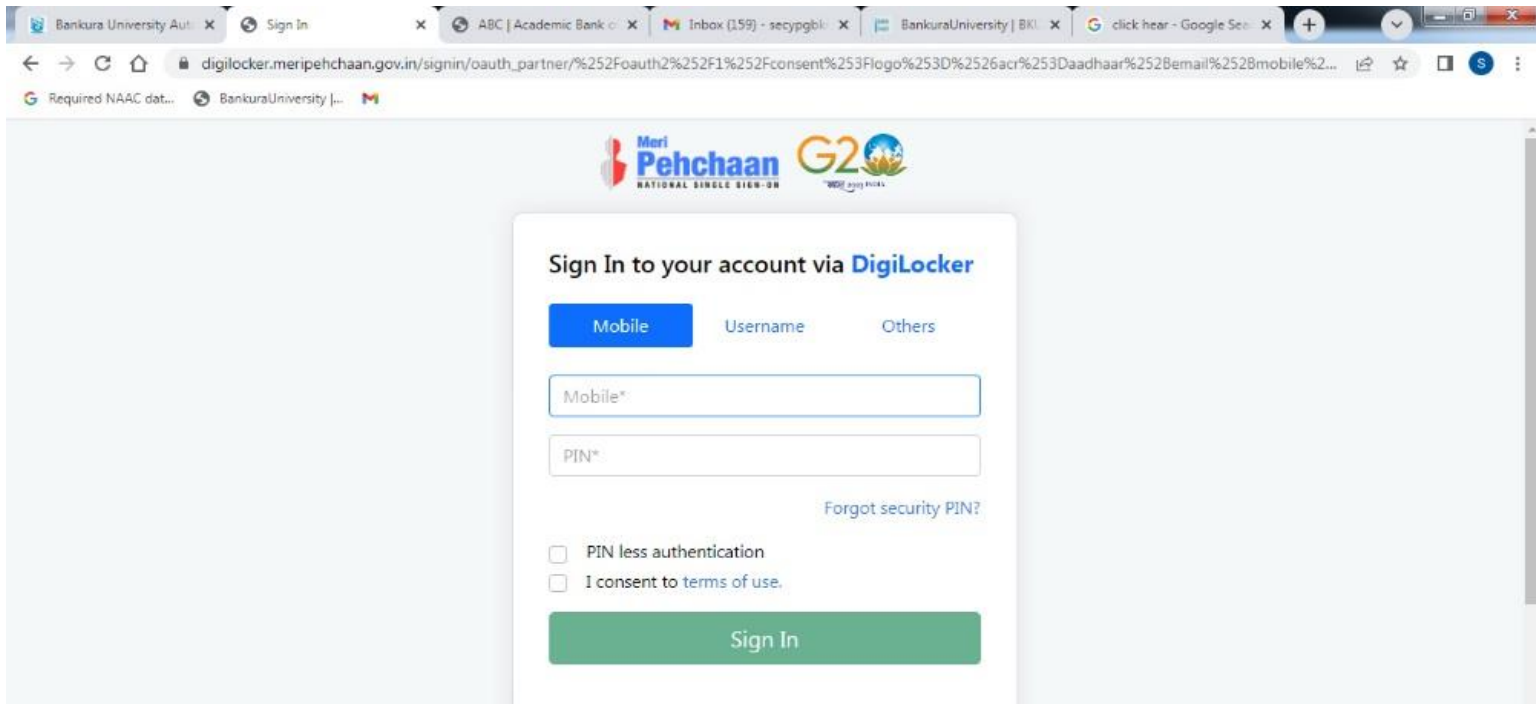 Bankura University Aut
Sign In
ABC | Academic Bank o
Inbox (159) - secypgbk
BankuraUniversity | BKU
click hear - Google Sea
digilocker.meripehchaan.gov.in/signin/oauth_partner/%252Foauth2%252F1%252Fconsent%253Flogo%253D%2526acr%253Daadhaar%252Bemail%252Bmobile%2...
S
Required NAAC dat...
BankuraUniversity |...
Meri
Pehchaan
NATIONAL SINGLE SIGN-ON
G20
2023 INDIA
Sign In to your account via DigiLocker
Mobile Username Others
Mobile*
PIN*
Forgot security PIN?
PIN less authentication
I consent to terms of use.
Sign In